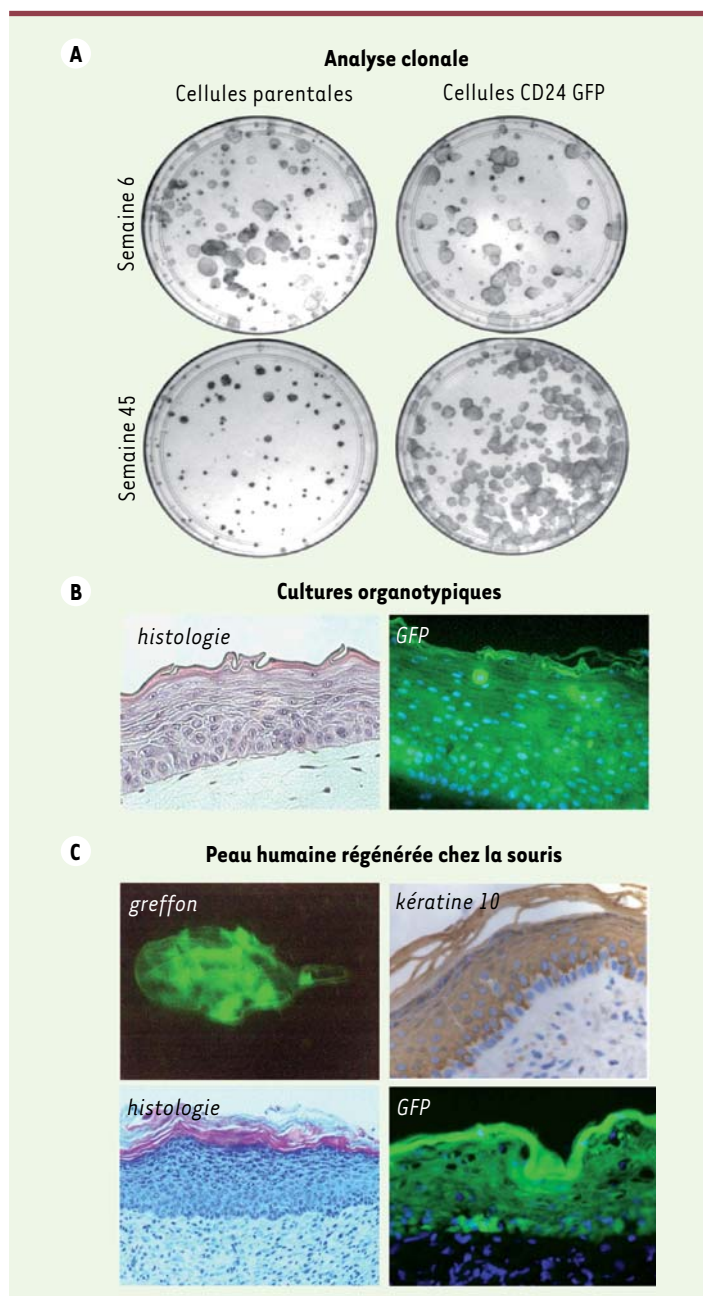 A
Analyse clonale
Cellules parentales
Cellules CD24 GFP
Semaine 6
Semaine 45
B
Cultures organotypiques
histologie
GFP
C
Peau humaine régénérée chez la souris
greffon
kératine 10
histologie
GFP